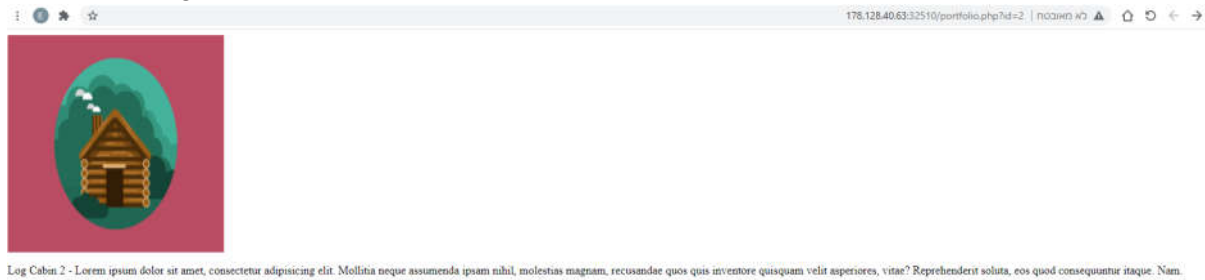 178.128.40.63:32510/portfolio.php?id=2 | לא מאובטח
Log Cabin 2 - Lorem ipsum dolor sit amet, consectetur adipisicing elit. Mollitia neque assumenda ipsam nihil, molestias magnam, recusandae quos quis inventore quisquam velit asperiores, vitae? Reprehenderit soluta, eos quod consequuntur itaque. Nam.